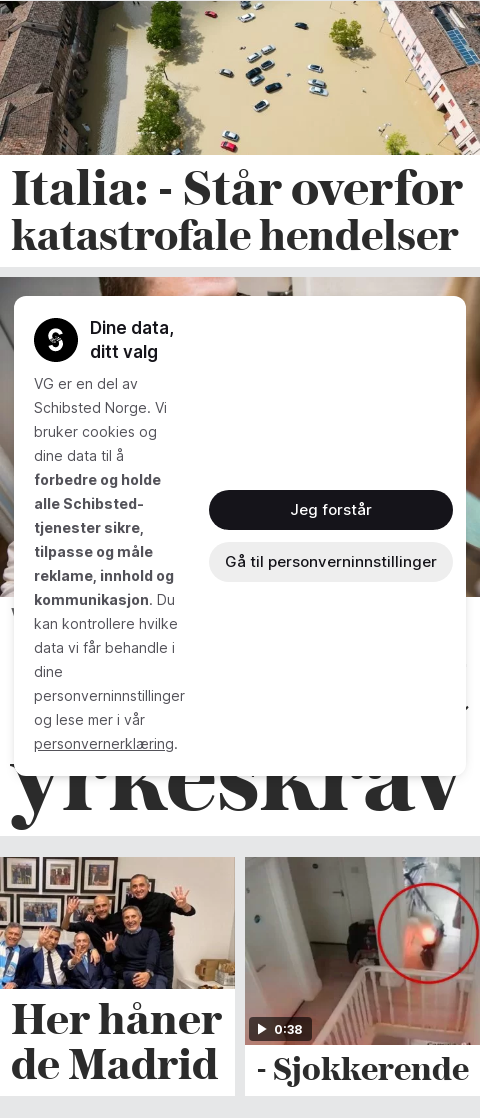 Italia: - Står overfor
katastrofale hendelser
Dine data,
ditt valg
VG er en del av
Schibsted Norge. Vi
bruker cookies og
dine data til å
forbedre og holde
alle Schibsted-
tjenester sikre,
tilpasse og måle
reklame, innhold og
kommunikasjon. Du
kan kontrollere hvilke
data vi får behandle i
dine
personverninnstillinger
og lese mer i vår
personvernerklæring.
Jeg forstår
Gå til personverninnstillinger
yrkeskrav
Her håner
de Madrid
0:38
- Sjokkerende